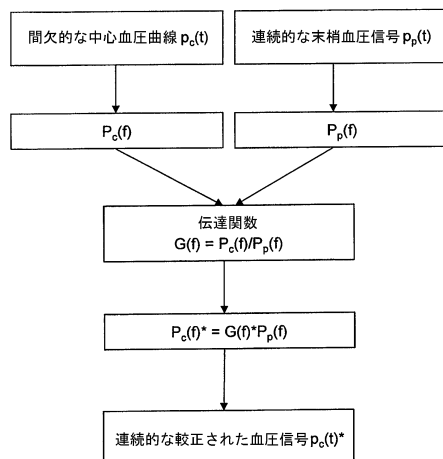 間欠的な中心血圧曲線 pc(t)
連続的な末梢血圧信号 pp(t)
Pc(f)
Pp(f)
伝達関数
G(f) = Pc(f)/Pp(f)
Pc(f)* = G(f)*Pp(f)
連続的な較正された血圧信号 pc(t)*